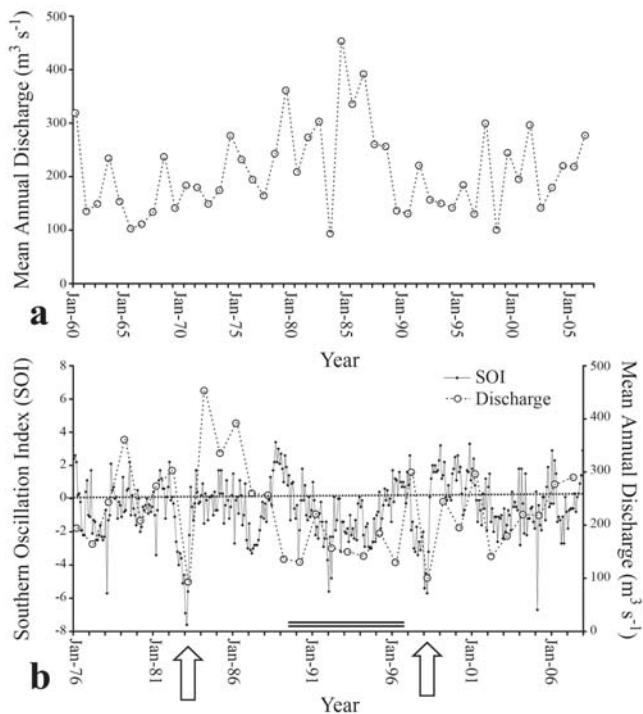 Mean Annual Discharge (m³ s⁻¹)
500
400
300
200
100
0
Jan-60
Jan-65
Jan-70
Jan-75
Jan-80
Jan-85
Jan-90
Jan-95
Jan-00
Jan-05
a
Year
Southern Oscillation Index (SOI)
8
6
4
2
0
-2
-4
-6
-8
SOI
Discharge
500
400
300
200
100
0
Mean Annual Discharge (m³ s⁻¹)
Jan-76
Jan-81
Jan-86
Jan-91
Jan-96
Jan-01
Jan-06
b
Year